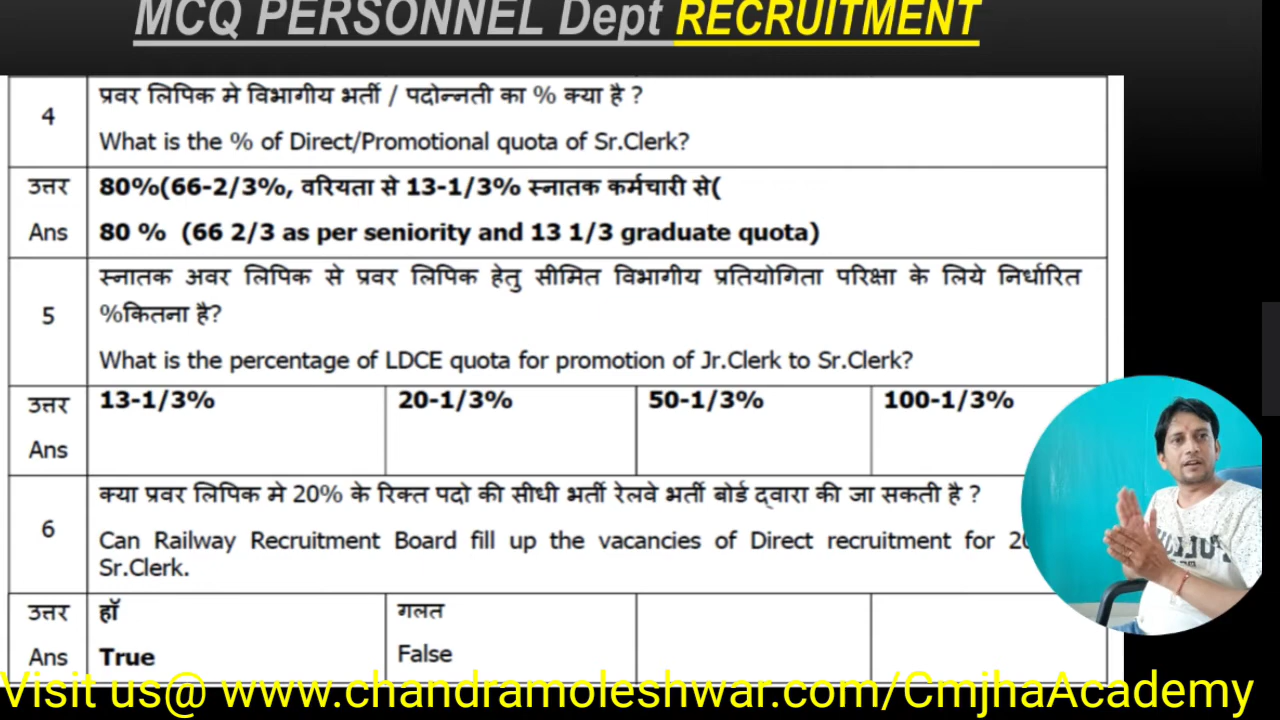 MCQ PERSONNEL Dept RECRUITMENT
4
प्रवर लिपिक मे विभागीय भर्ती / पदोन्नती का % क्या है ?
What is the % of Direct/Promotional quota of Sr.Clerk?
उत्तर
Ans
80%(66-2/3%, वरियता से 13-1/3% स्नातक कर्मचारी से(
80 % (66 2/3 as per seniority and 13 1/3 graduate quota)
5
स्नातक अवर लिपिक से प्रवर लिपिक हेतु सीमित विभागीय प्रतियोगिता परिक्षा के लिये निर्धारित
%कितना है?
What is the percentage of LDCE quota for promotion of Jr.Clerk to Sr.Clerk?
उत्तर
Ans
13-1/3%
20-1/3%
50-1/3%
100-1/3%
6
क्या प्रवर लिपिक मे 20% के रिक्त पदो की सीधी भर्ती रेलवे भर्ती बोर्ड द्वारा की जा सकती है ?
Can Railway Recruitment Board fill up the vacancies of Direct recruitment for
Sr.Clerk.
उत्तर
Ans
हॉ
True
गलत
False
Visit us@ www.chandramoleshwar.com/CmjhaAcademy